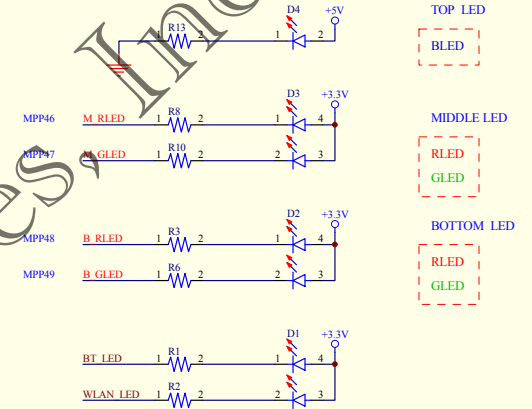 D4 +5V TOP LED
R13
1 2 1 2 BLED
D3 +3.3V
MPP46 M_RLED 1 R8 2 1 4 MIDDLE LED
MPP47 M_GLED 1 R10 2 2 3 RLED
GLED
D2 +3.3V BOTTOM LED
MPP48 B_RLED 1 R3 2 1 4 RLED
MPP49 B_GLED 1 R6 2 2 3 GLED
D1 +3.3V
BT_LED 1 R1 2 1 4
WLAN_LED 1 R2 2 2 3
es, Inc